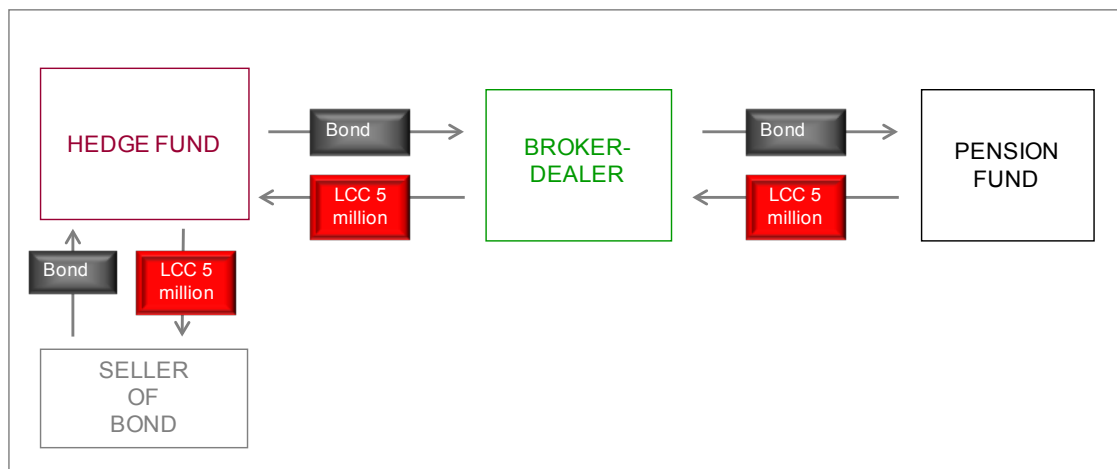 HEDGE FUND
Bond
LCC 5
million
BROKER-
DEALER
Bond
LCC 5
million
PENSION
FUND
Bond
LCC 5
million
SELLER
OF
BOND